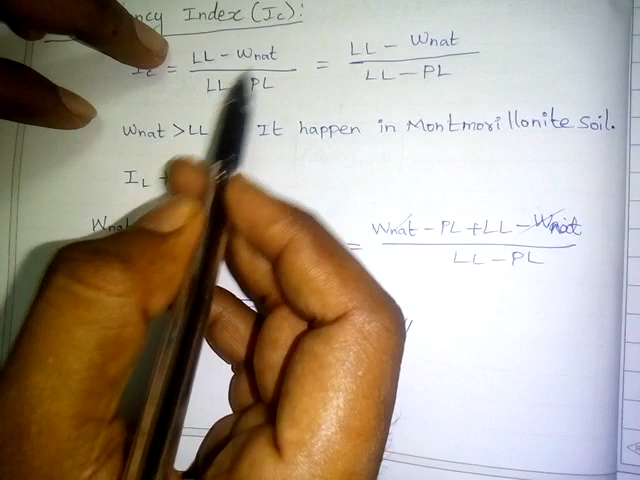 Index (Ic):
Ic = LL - Wnat / LL - PL = LL - Wnat / LL - PL
Wnat > LL It happen in Montmorillonite Soil.
IL +
Wnat = Wnat - PL + LL - Wnat / LL - PL